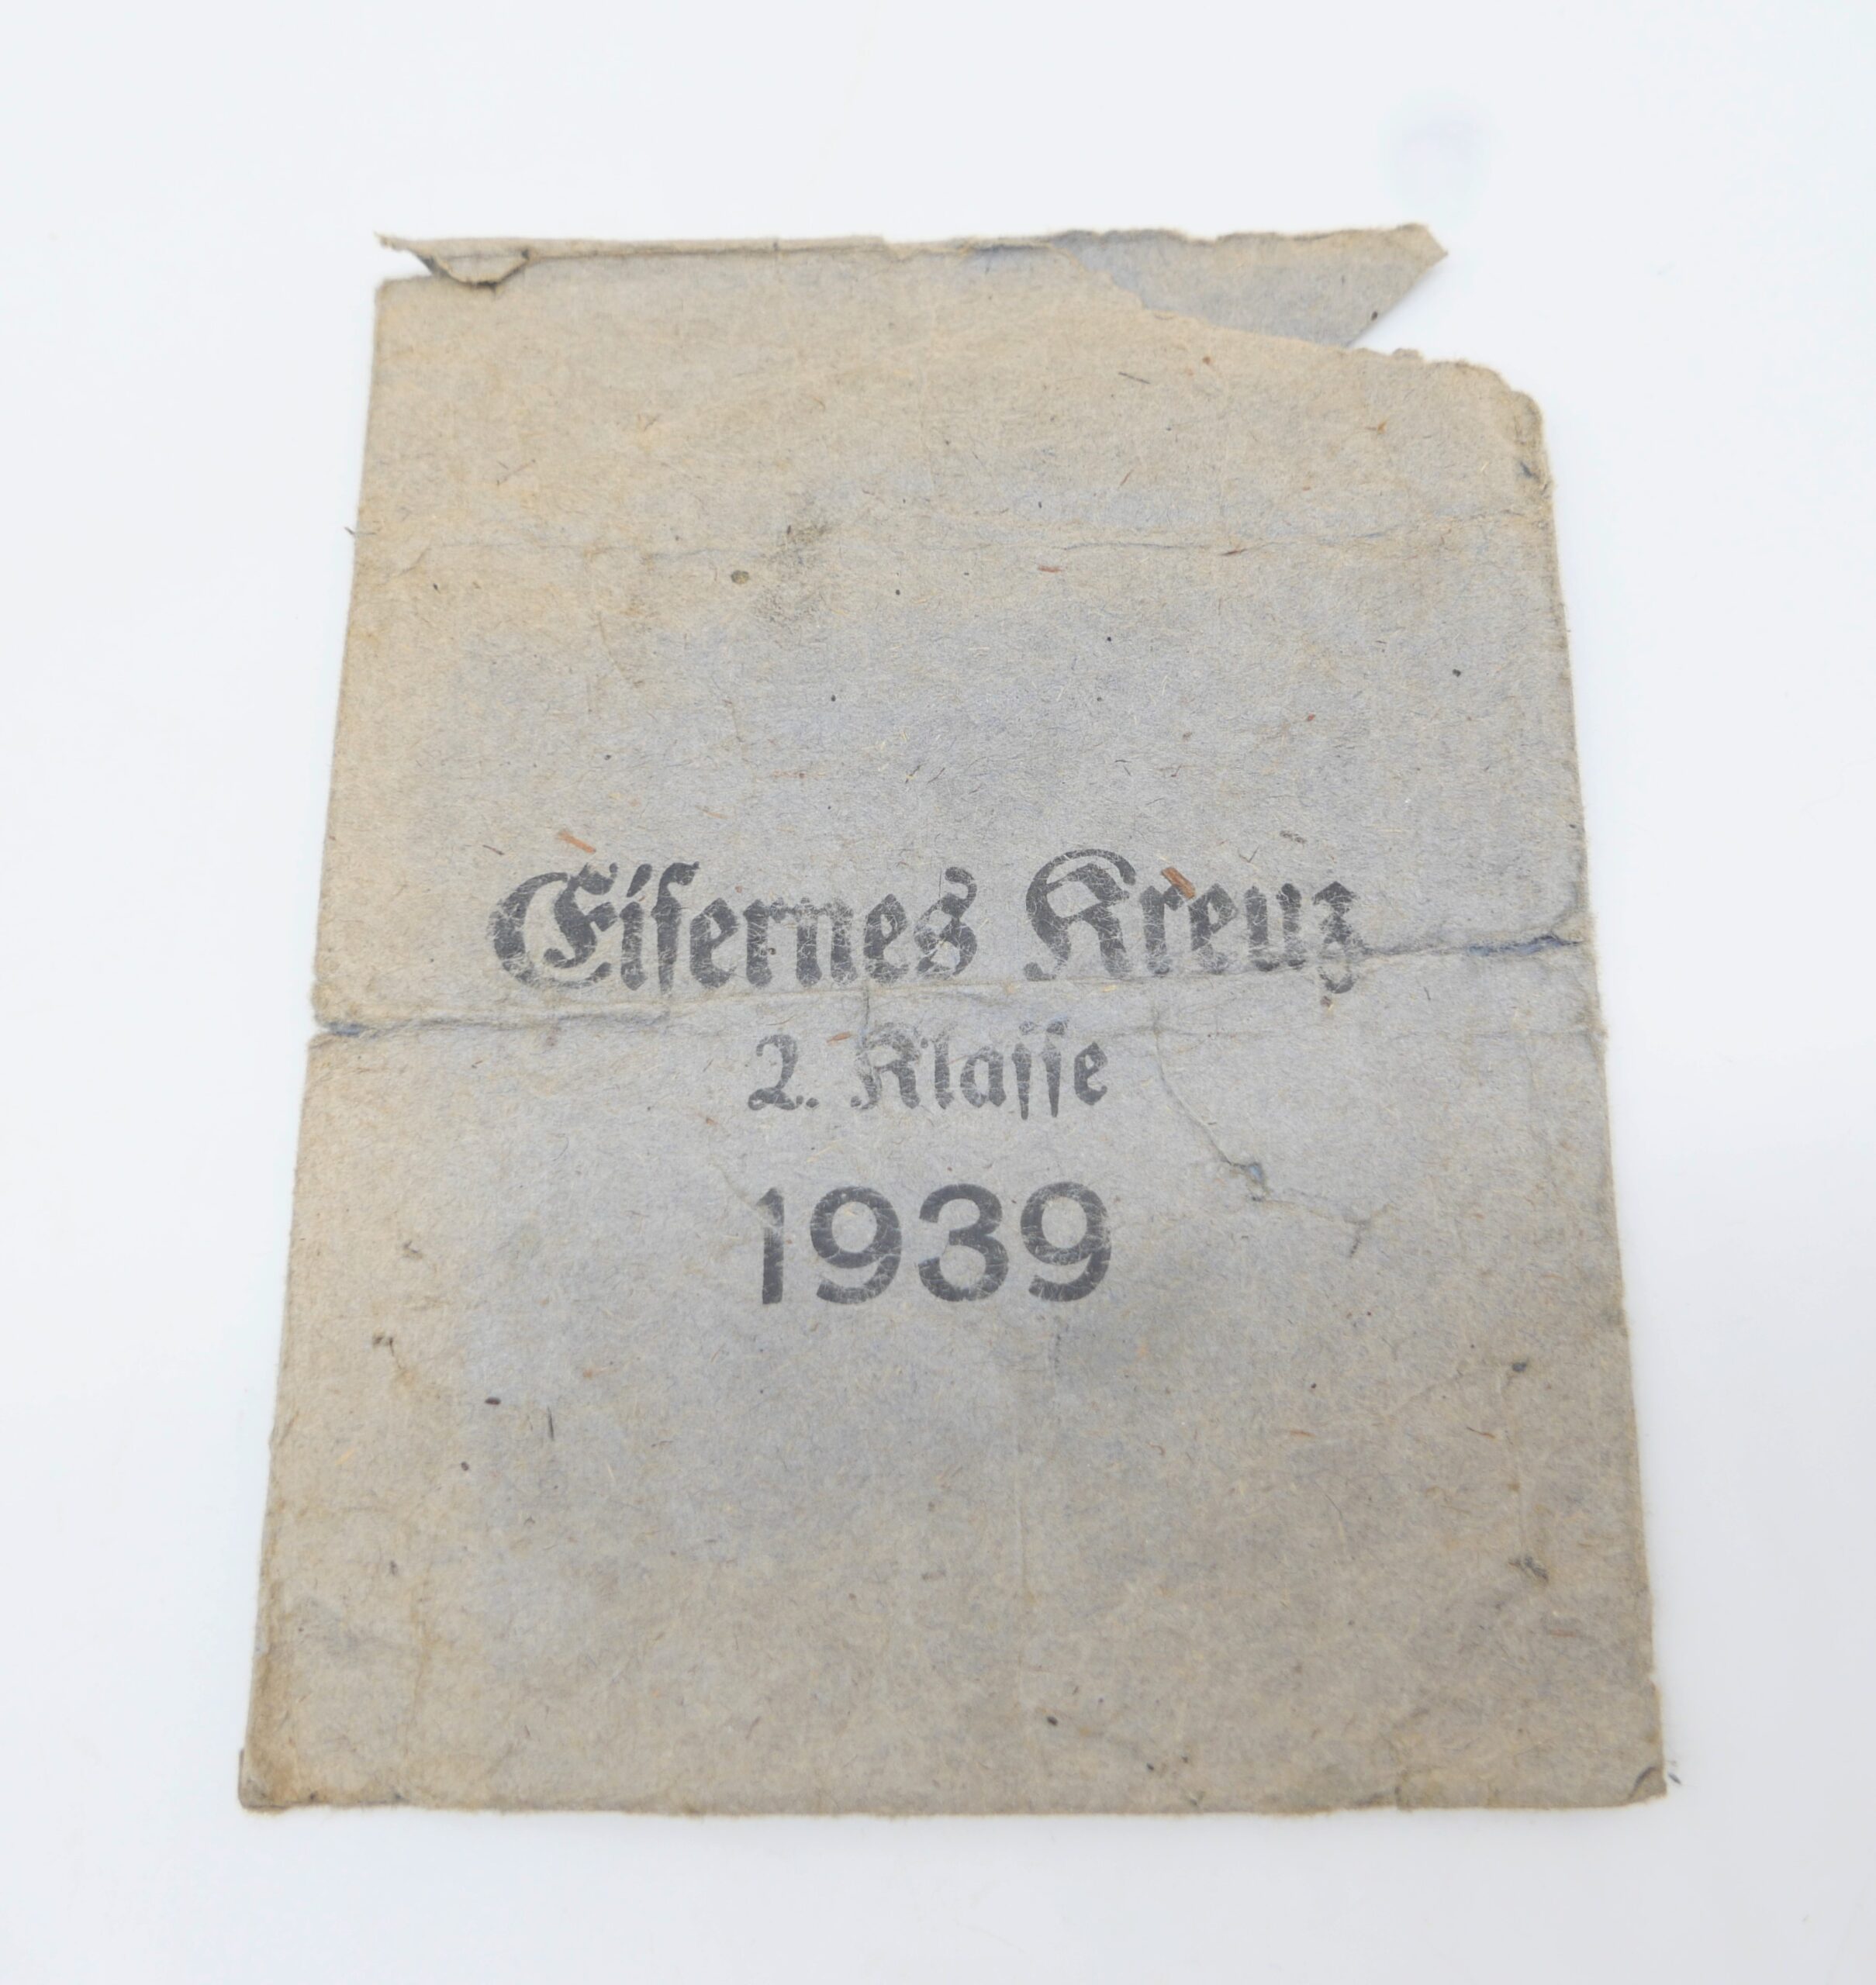 Eisernes Kreuz
2. Klasse
1939